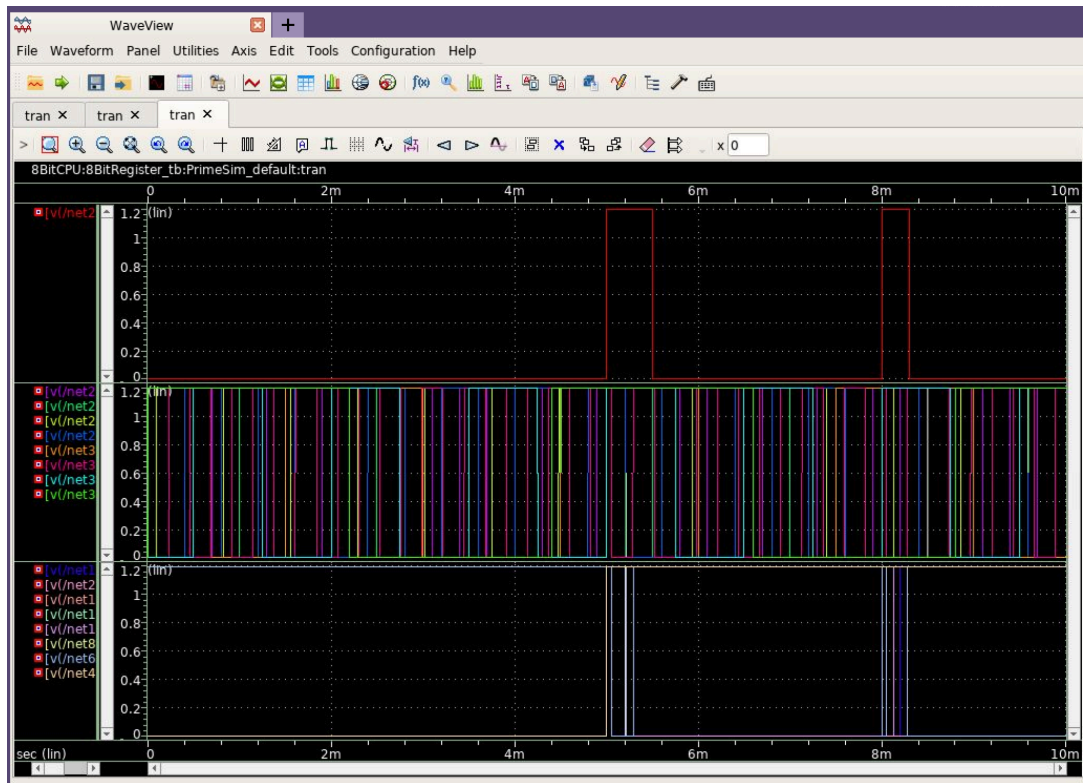 WaveView
File Waveform Panel Utilities Axis Edit Tools Configuration Help
tran tran tran
x 0
8BitCPU:8BitRegister_tb:PrimeSim_default:tran
0 2m 4m 6m 8m 10m
[v(/net2
1.2 (lin)
1
0.8
0.6
0.4
0.2
0
[v(/net2
[v(/net2
[v(/net2
[v(/net2
[v(/net3
[v(/net3
[v(/net3
[v(/net3
1.2 (lin)
1
0.8
0.6
0.4
0.2
0
[v(/net1
[v(/net2
[v(/net1
[v(/net1
[v(/net1
[v(/net8
[v(/net6
[v(/net4
1.2 (lin)
1
0.8
0.6
0.4
0.2
0
sec (lin) 0 2m 4m 6m 8m 10m